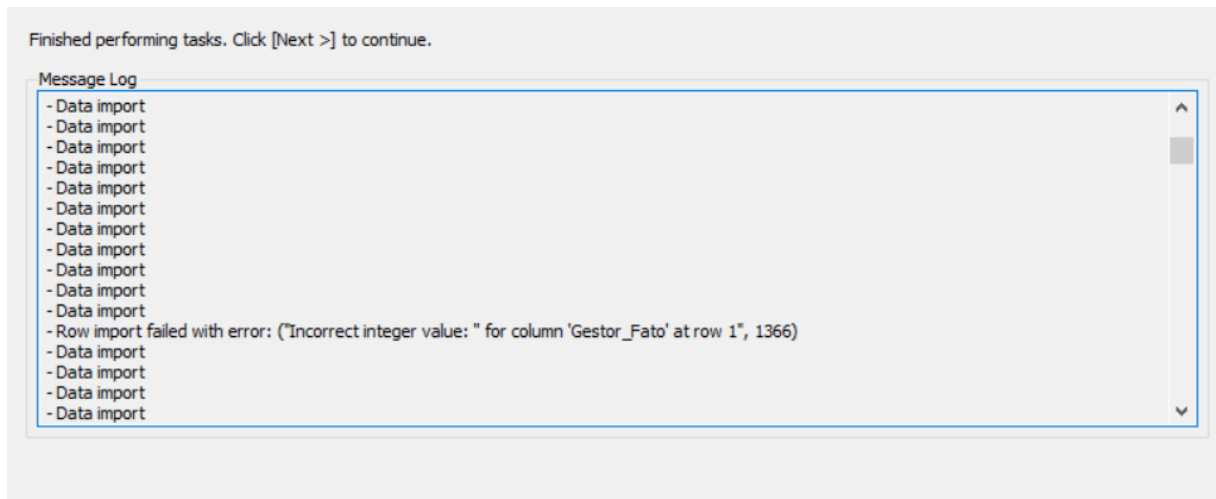 Finished performing tasks. Click [Next >] to continue.
Message Log
- Data import
- Data import
- Data import
- Data import
- Data import
- Data import
- Data import
- Data import
- Data import
- Data import
- Data import
- Row import failed with error: ("Incorrect integer value: '' for column 'Gestor_Fato' at row 1", 1366)
- Data import
- Data import
- Data import
- Data import